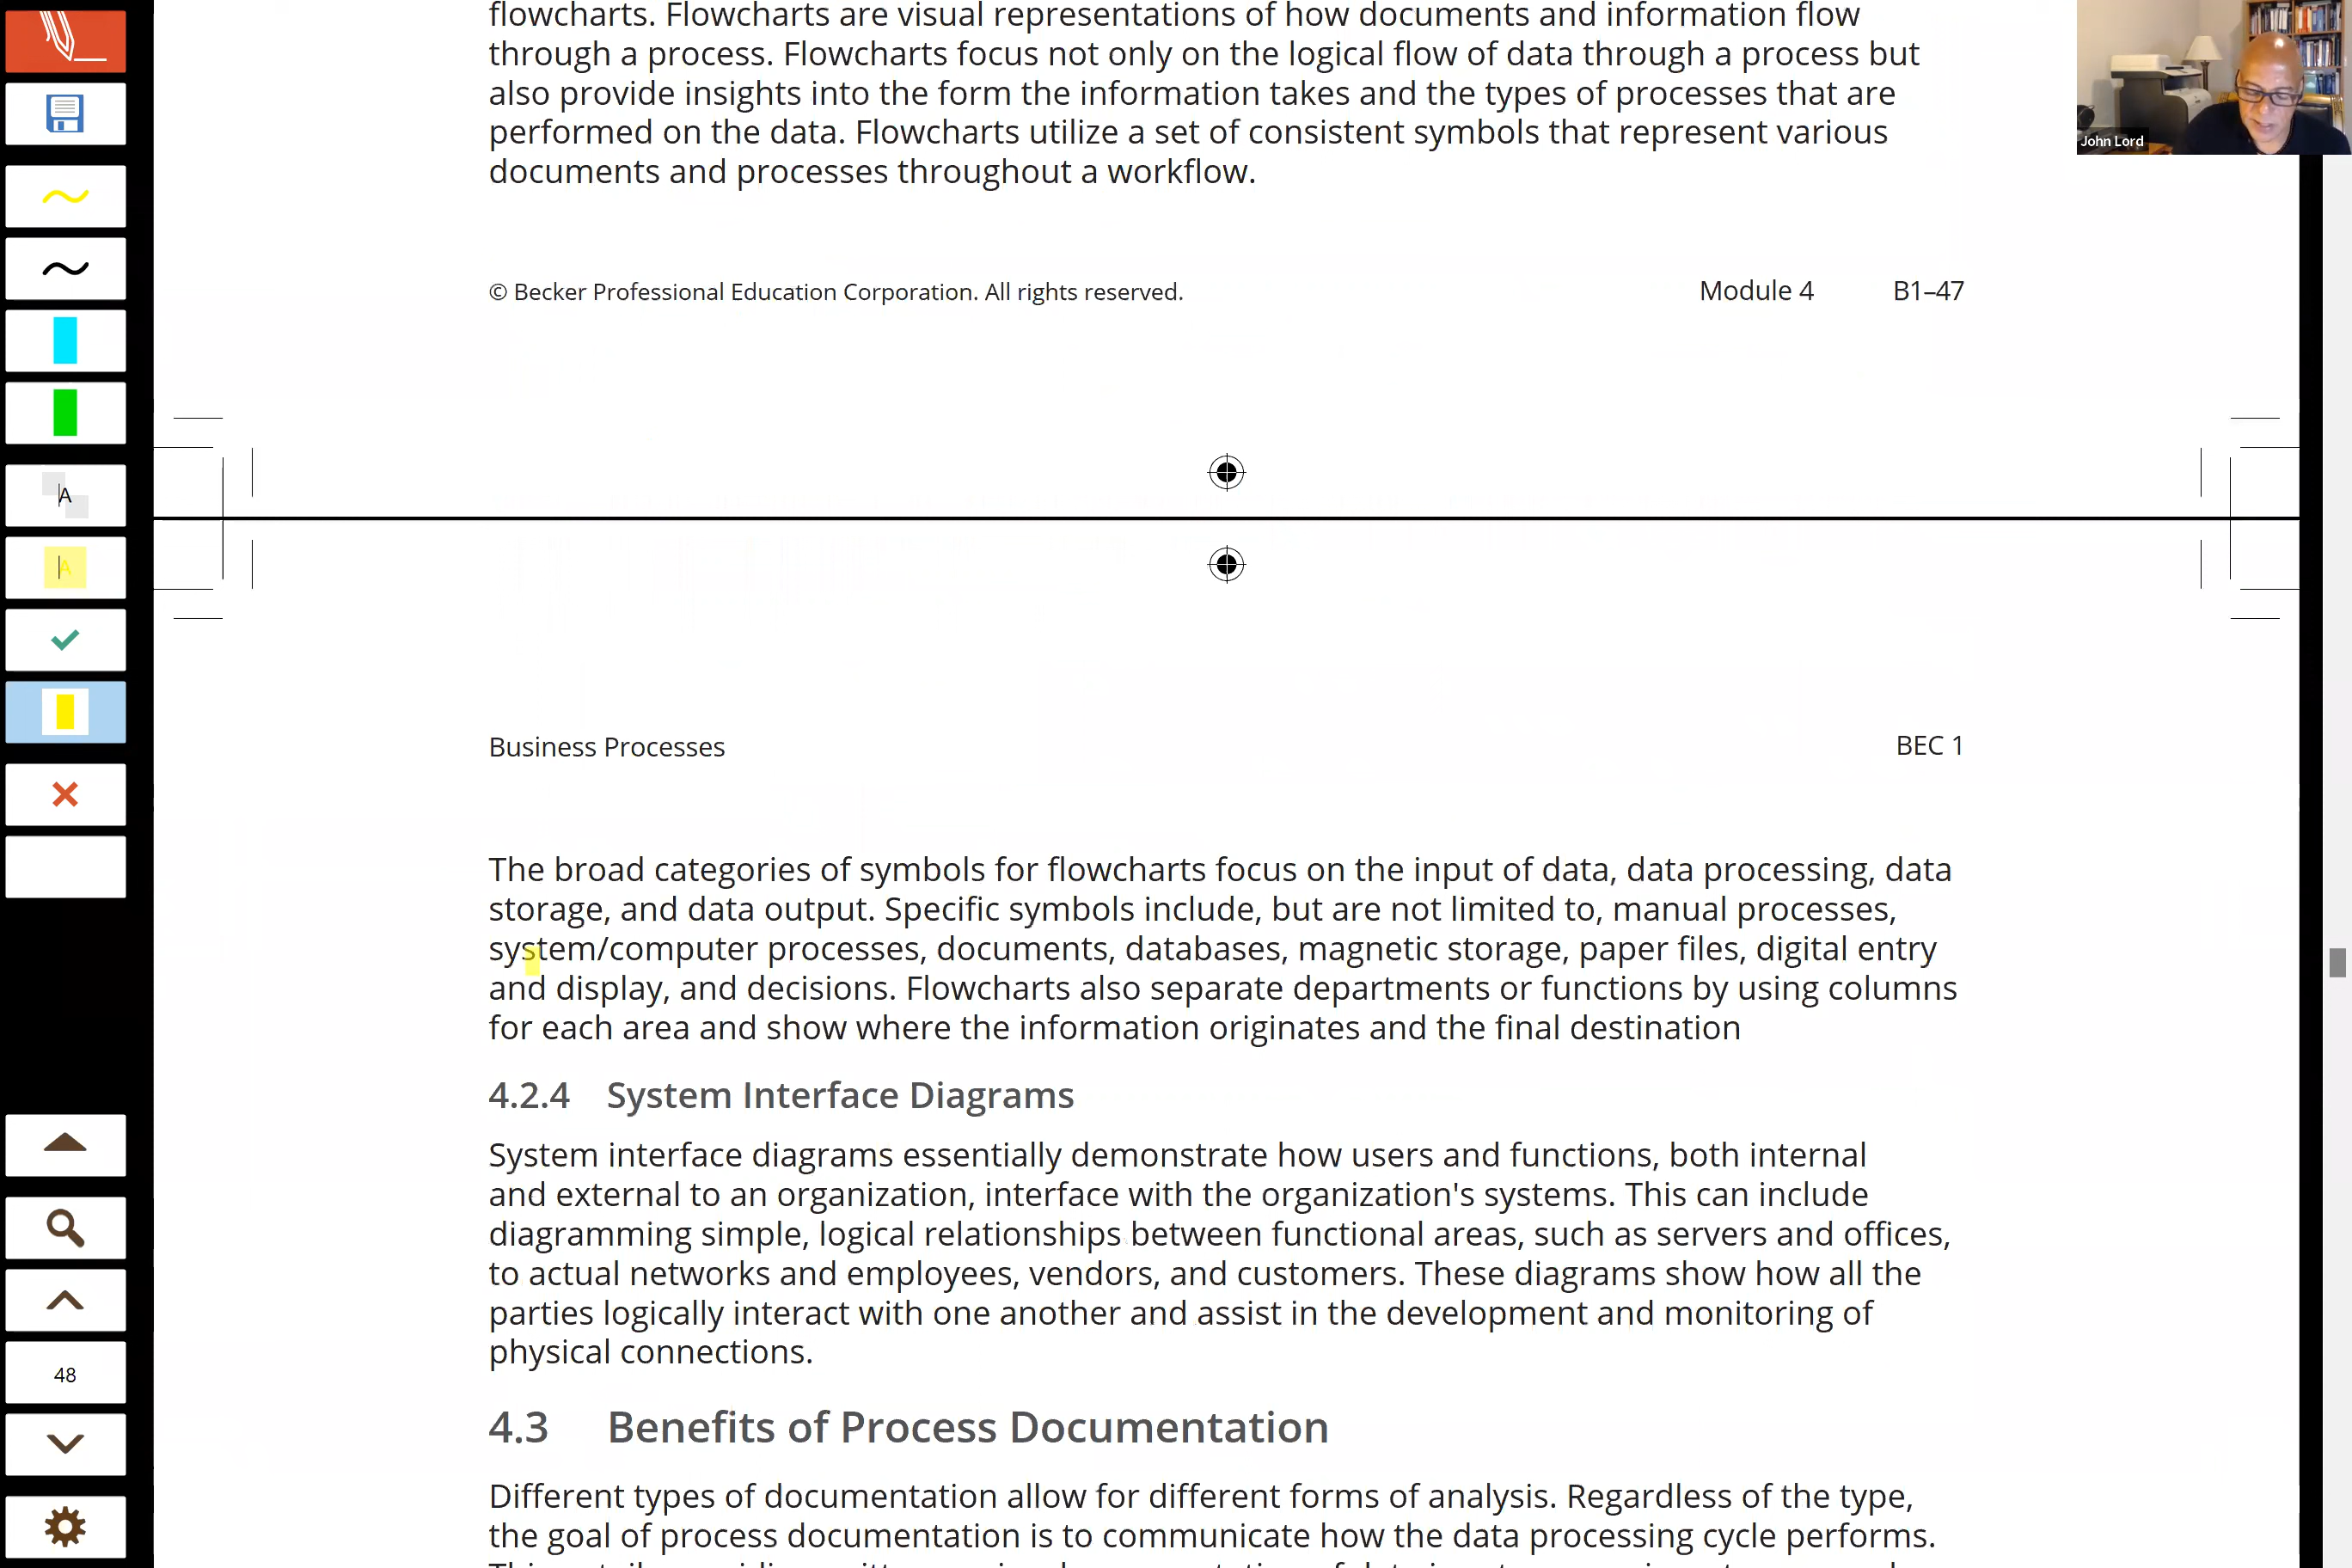 flowcharts. Flowcharts are visual representations of how documents and information flow
through a process. Flowcharts focus not only on the logical flow of data through a process but
also provide insights into the form the information takes and the types of processes that are
performed on the data. Flowcharts utilize a set of consistent symbols that represent various
documents and processes throughout a workflow.
John Lord
© Becker Professional Education Corporation. All rights reserved. Module 4 B1–47
A
A
Business Processes BEC 1
The broad categories of symbols for flowcharts focus on the input of data, data processing, data
storage, and data output. Specific symbols include, but are not limited to, manual processes,
system/computer processes, documents, databases, magnetic storage, paper files, digital entry
and display, and decisions. Flowcharts also separate departments or functions by using columns
for each area and show where the information originates and the final destination
4.2.4 System Interface Diagrams
System interface diagrams essentially demonstrate how users and functions, both internal
and external to an organization, interface with the organization's systems. This can include
diagramming simple, logical relationships between functional areas, such as servers and offices,
to actual networks and employees, vendors, and customers. These diagrams show how all the
parties logically interact with one another and assist in the development and monitoring of
physical connections.
48
4.3 Benefits of Process Documentation
Different types of documentation allow for different forms of analysis. Regardless of the type,
the goal of process documentation is to communicate how the data processing cycle performs.